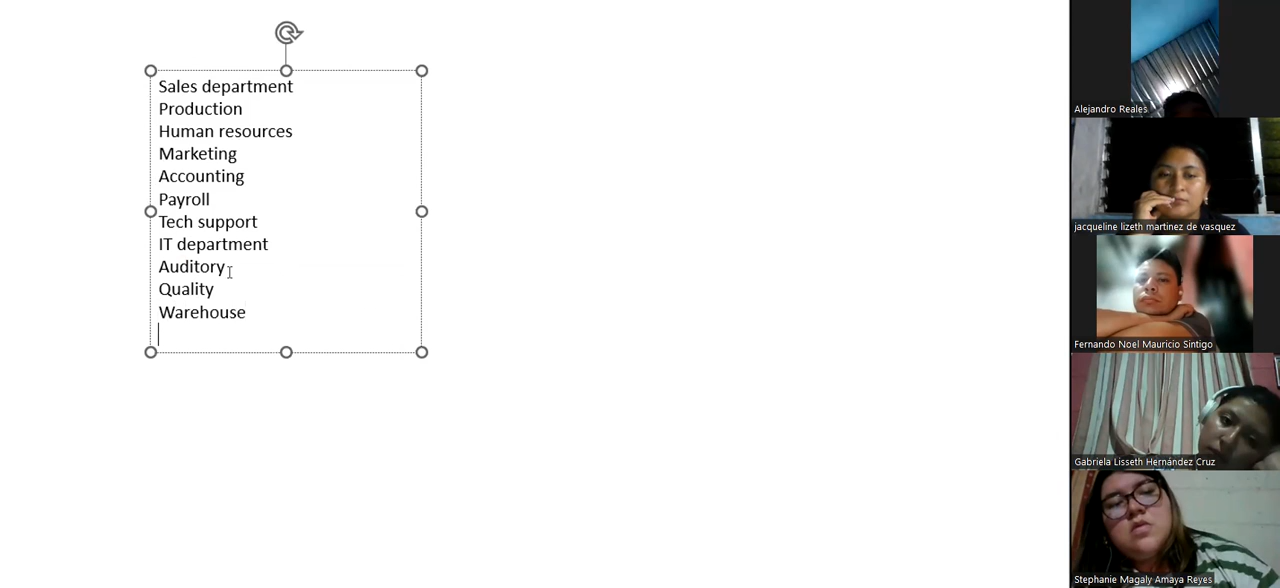 Sales department
Production
Human resources
Marketing
Accounting
Payroll
Tech support
IT department
Auditory
Quality
Warehouse
Alejandro Reales
jacqueline lizeth martinez de vasquez
Fernando Noel Mauricio Sintigo
Gabriela Lisseth Hernández Cruz
Stephanie Magaly Amaya Reyes